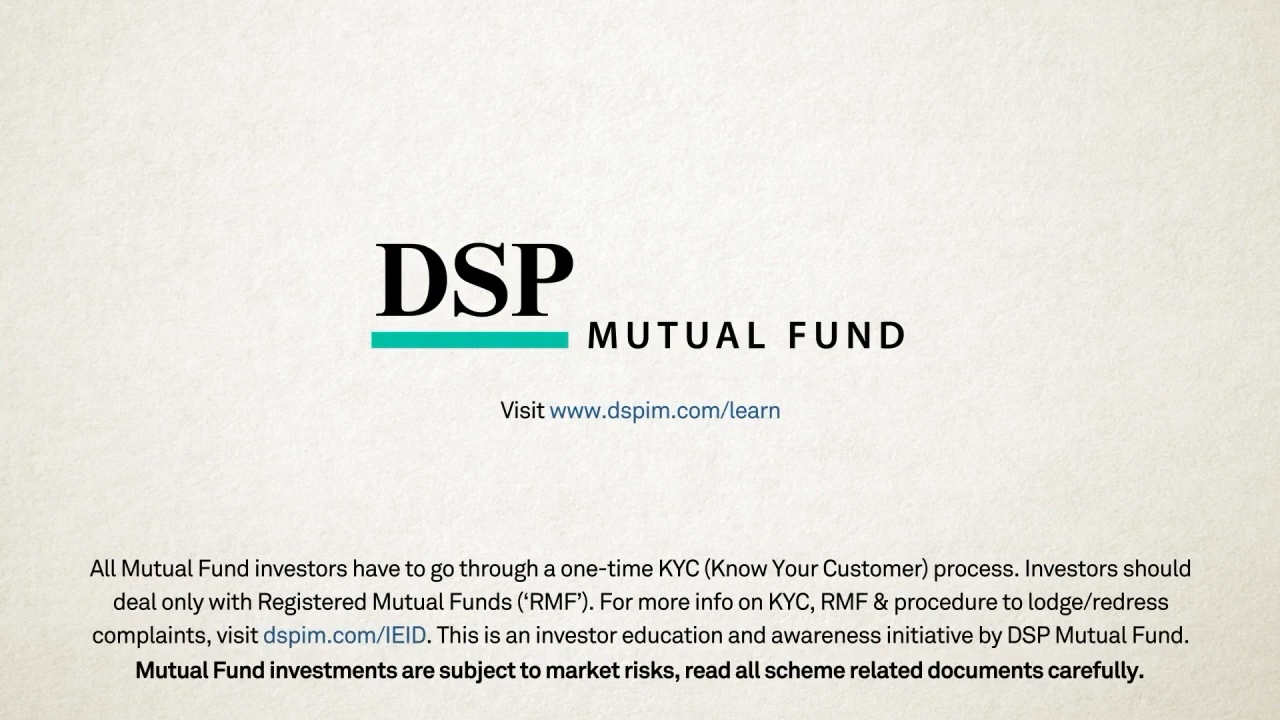 DSP
MUTUAL FUND
Visit www.dspim.com/learn
All Mutual Fund investors have to go through a one-time KYC (Know Your Customer) process. Investors should
deal only with Registered Mutual Funds (‘RMF’). For more info on KYC, RMF & procedure to lodge/redress
complaints, visit dspim.com/IEID. This is an investor education and awareness initiative by DSP Mutual Fund.
Mutual Fund investments are subject to market risks, read all scheme related documents carefully.